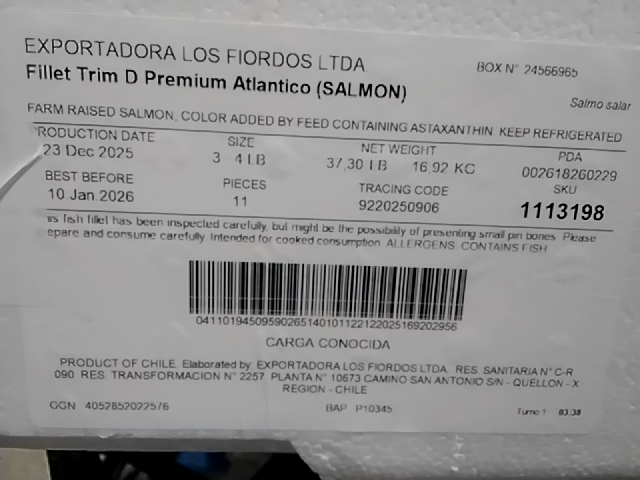 EXPORTADORA LOS FIORDOS LTDA
BOX N° 24566965
Fillet Trim D Premium Atlantico (SALMON)
Salmo salar
FARM RAISED SALMON, COLOR ADDED BY FEED CONTAINING ASTAXANTHIN KEEP REFRIGERATED
RODUCTION DATE SIZE NET WEIGHT PDA
23 Dec 2025 3 4 LB 37,30 LB 16,92 KG 002618260229
BEST BEFORE PIECES TRACING CODE SKU
10 Jan 2026 11 9220250906 1113198
is fish fillet has been inspected carefully, but might be the possibility of presenting small pin bones. Please
epare and consume carefully. Intended for cooked consumption. ALLERGENS: CONTAINS FISH
CARGA CONOCIDA
PRODUCT OF CHILE. Elaborated by: EXPORTADORA LOS FIORDOS LTDA. RES. SANITARIA N° C-R
090 RES. TRANSFORMACION N° 2257 PLANTA N° 10673 CAMINO SAN ANTONIO S/N - QUELLON - X
REGION - CHILE
GGN 4052852022576 BAP P10345 Turno 1